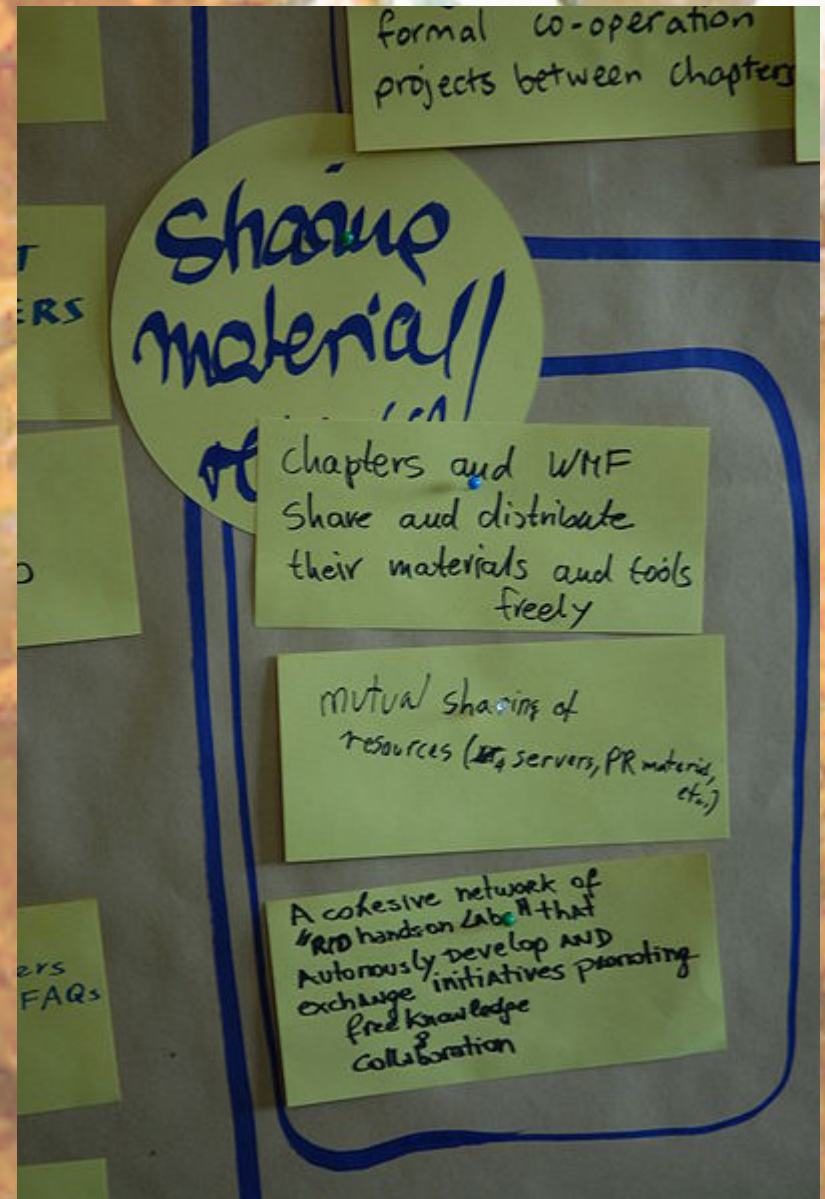 formal co-operation
projects between chapters
Sharing
material/
T
ERS
Chapters and WMF
Share and distribute
their materials and tools
freely
mutual sharing of
resources ( servers, PR material,
etc.)
A cohesive network of
"R/D hands on Labs" that
Autonously Develop AND
exchange initiatives promoting
free knowledge
&
collaboration
ers
FAQs